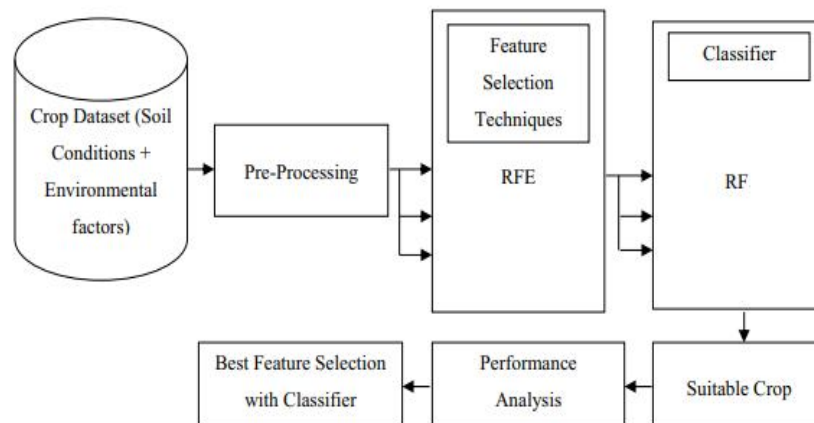 Crop Dataset (Soil
Conditions +
Environmental
factors)
Pre-Processing
Feature
Selection
Techniques
RFE
Classifier
RF
Suitable Crop
Performance
Analysis
Best Feature Selection
with Classifier